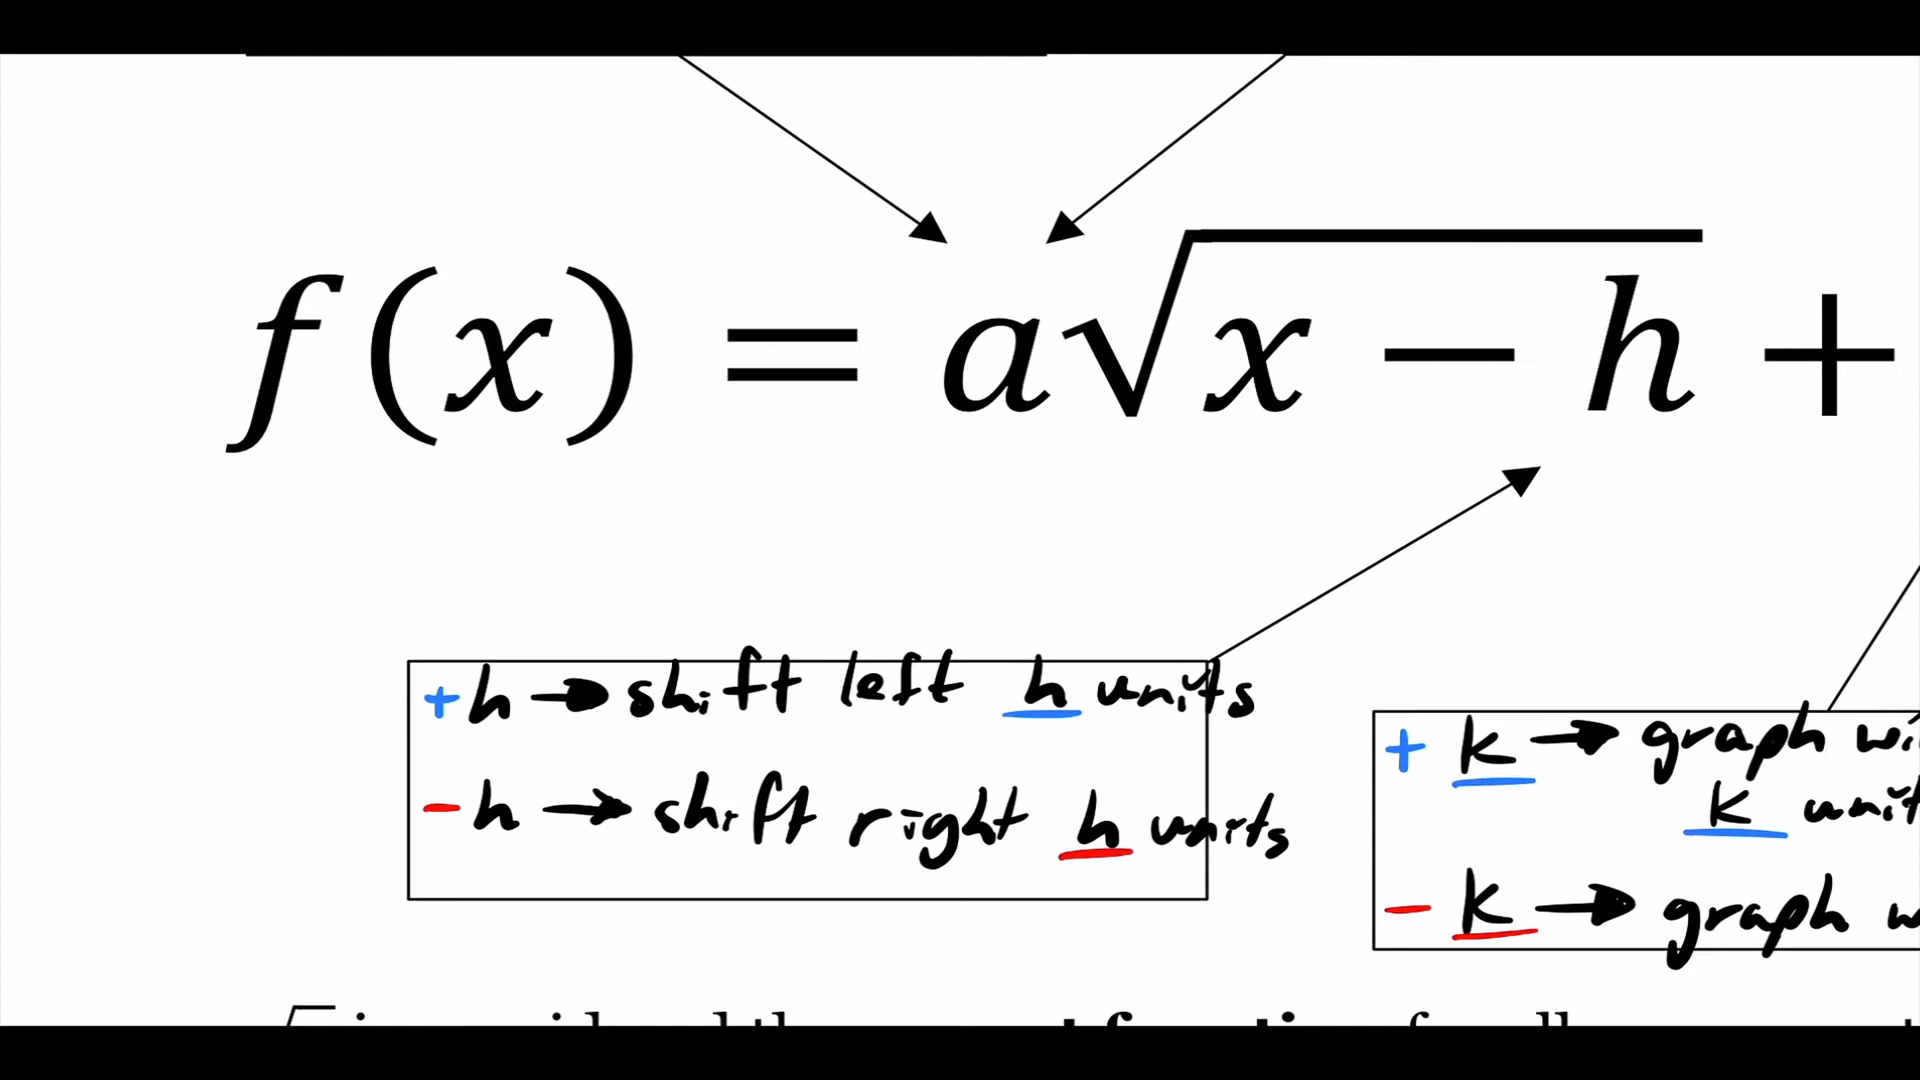 f(x) = a√x − h +
+h → shift left h units
-h → shift right h units
+ k → graph
k
- k → graph